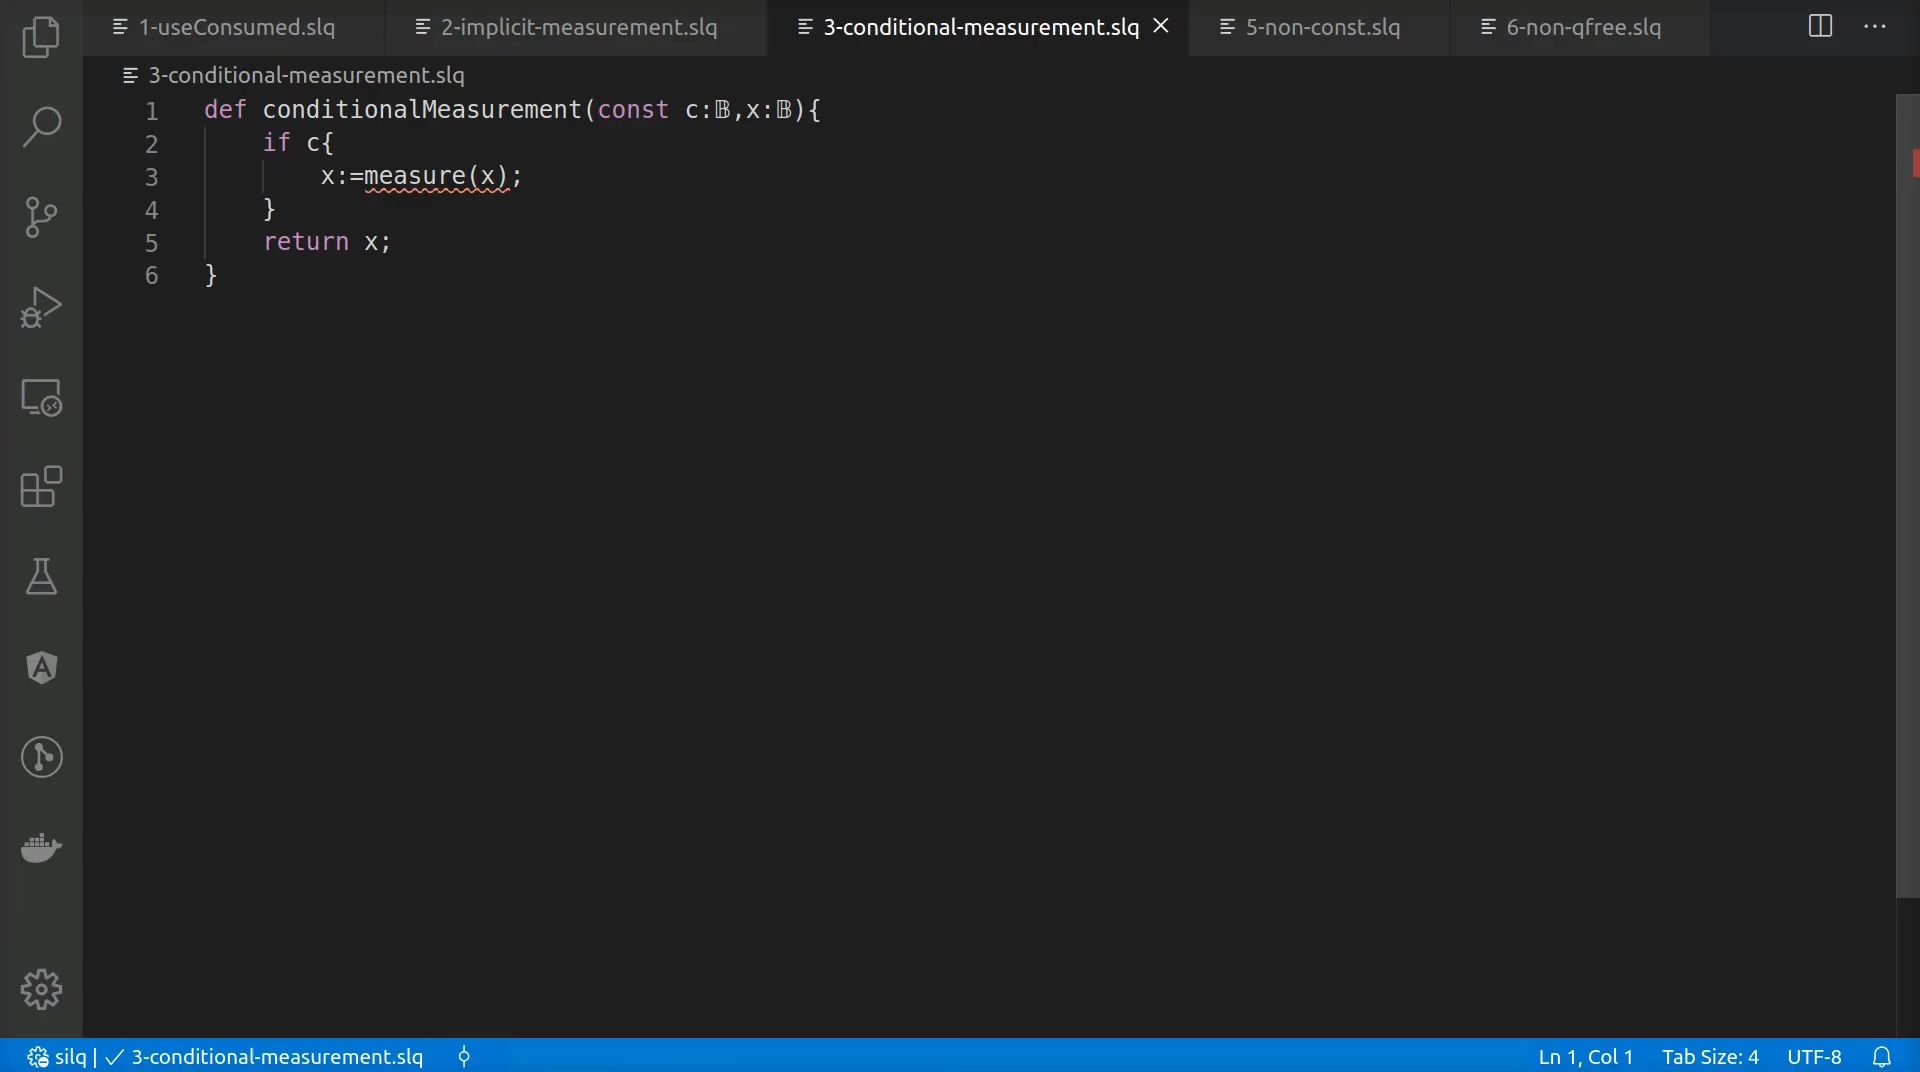 1-useConsumed.slq 2-implicit-measurement.slq 3-conditional-measurement.slq 5-non-const.slq 6-non-qfree.slq
3-conditional-measurement.slq
1 def conditionalMeasurement(const c:𝔹,x:𝔹){
2 if c{
3 x:=measure(x);
4 }
5 return x;
6 }
silq | ✓ 3-conditional-measurement.slq Ln 1, Col 1 Tab Size: 4 UTF-8